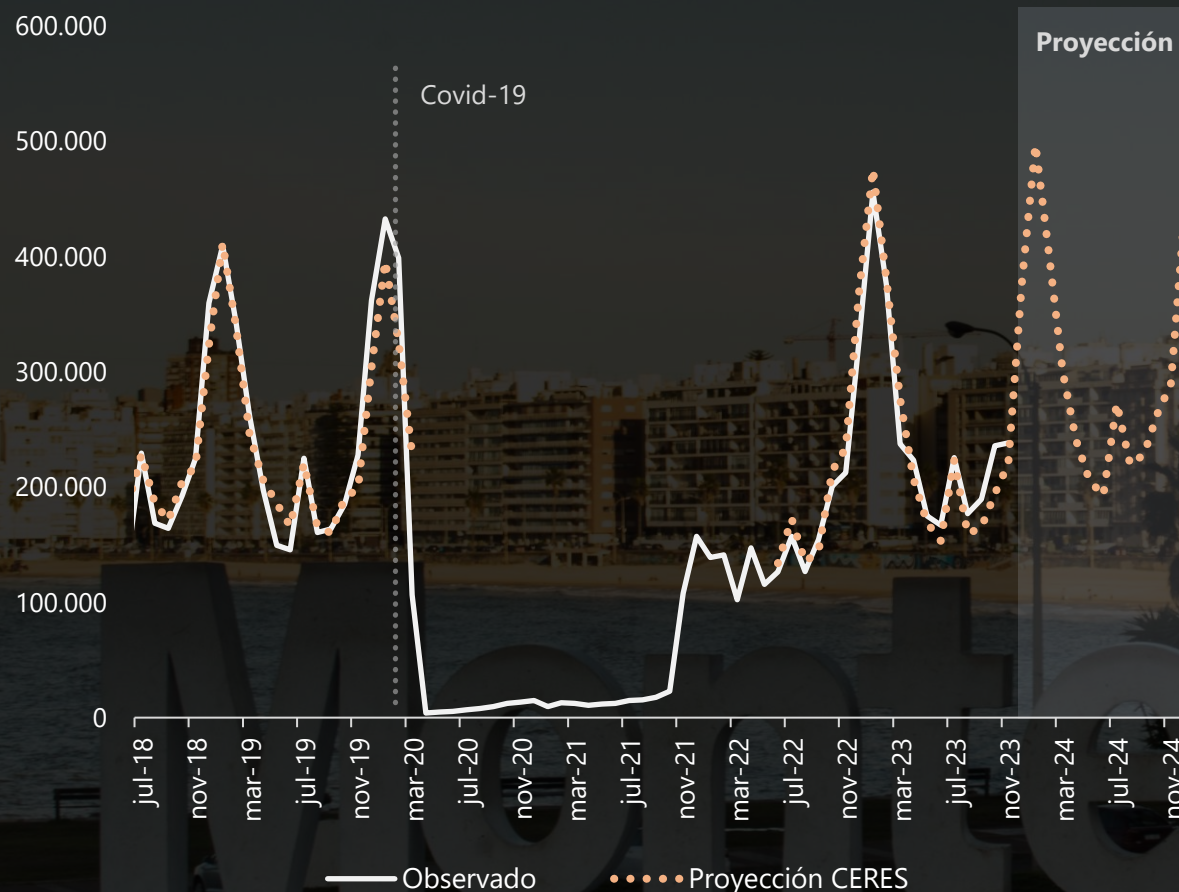 600.000
Proyección
Covid-19
500.000
400.000
300.000
200.000
100.000
0
jul-18
nov-18
mar-19
jul-19
nov-19
mar-20
jul-20
nov-20
mar-21
jul-21
nov-21
mar-22
jul-22
nov-22
mar-23
jul-23
nov-23
mar-24
jul-24
nov-24
Monte
Observado
Proyección CERES